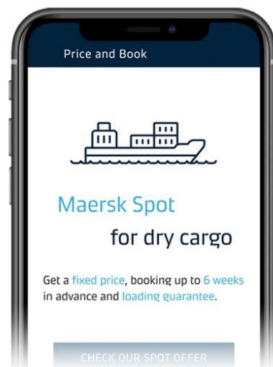 Price and Book
Maersk Spot
for dry cargo
Get a fixed price, booking up to 6 weeks
in advance and loading guarantee.
CHECK OUR SPOT OFFER